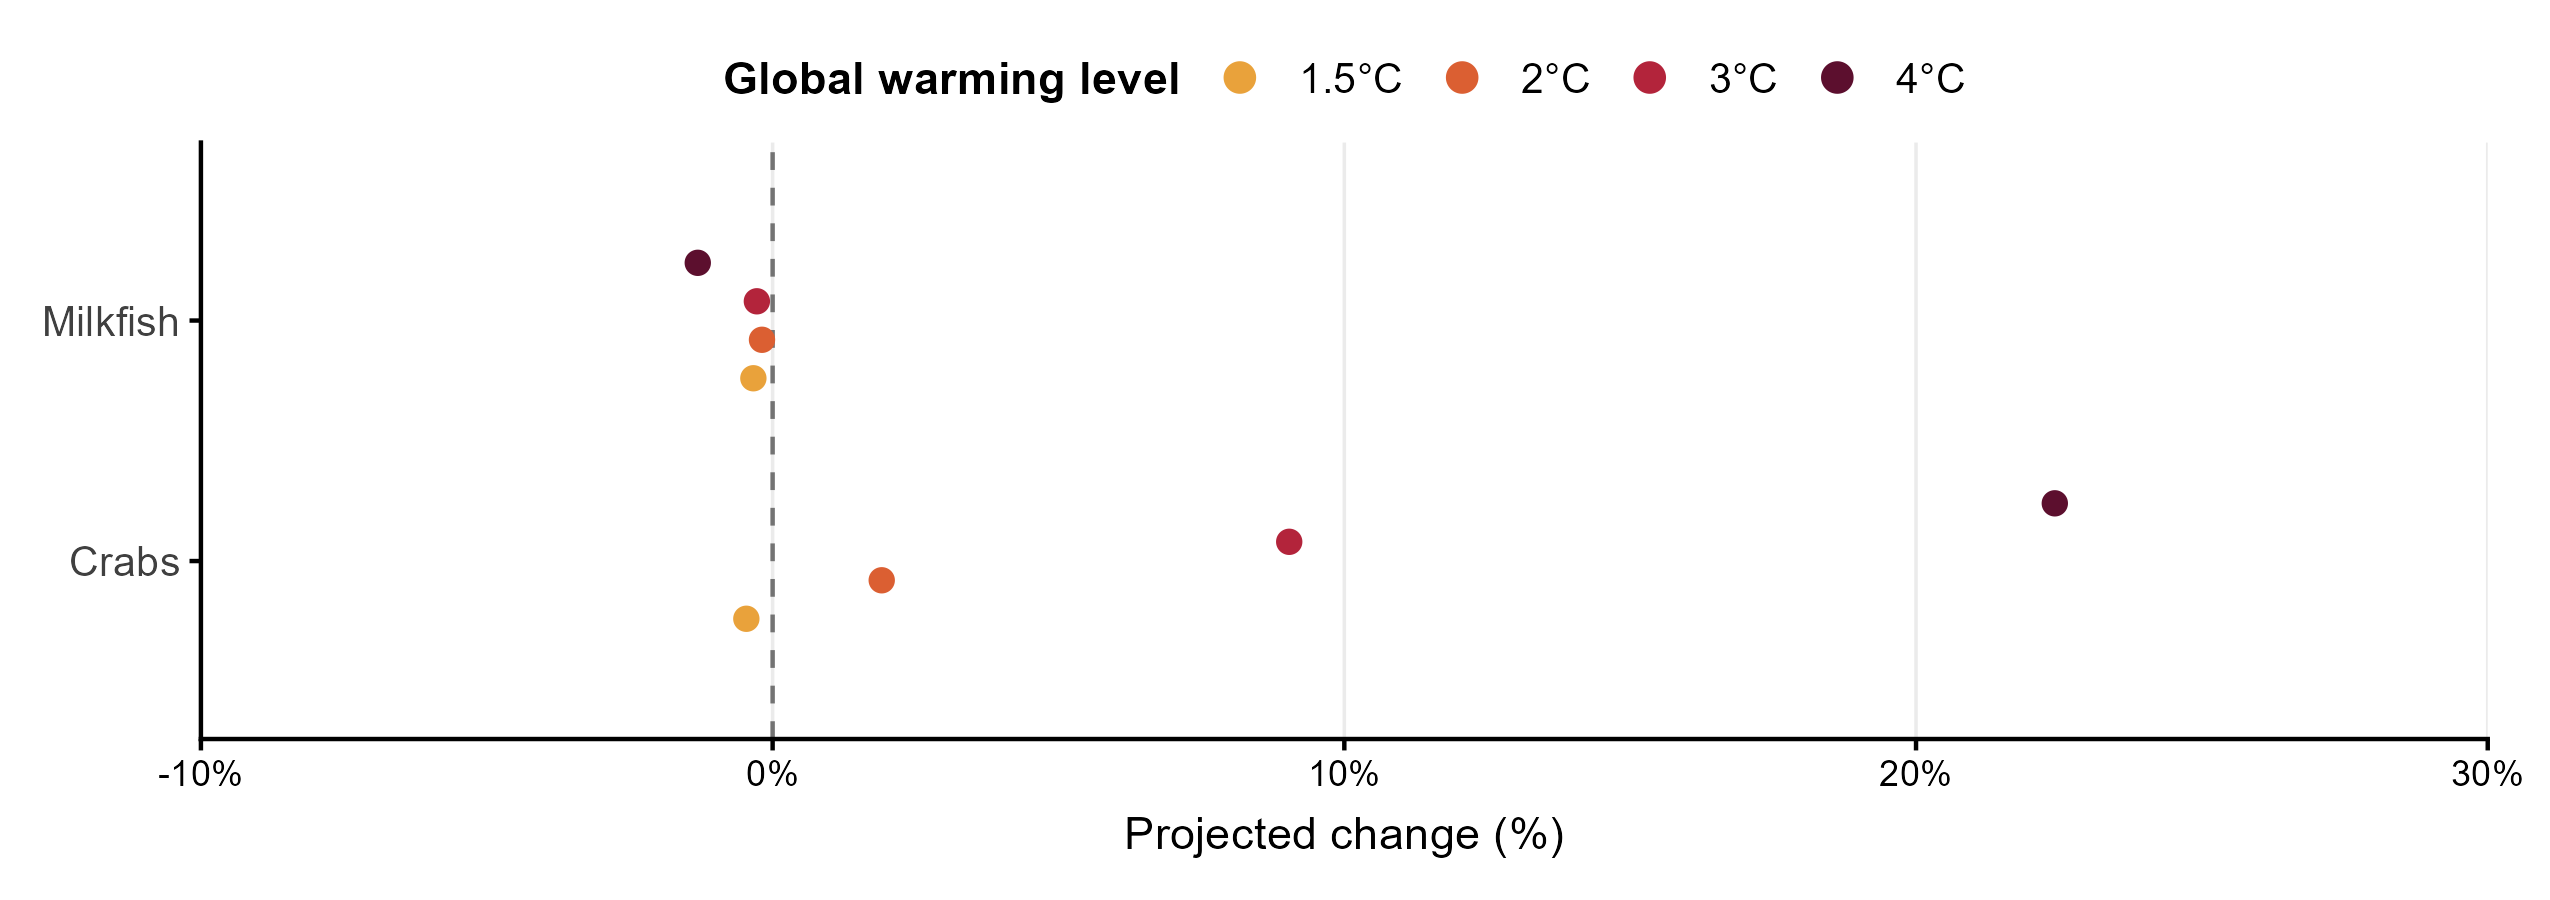 Global warming level 1.5°C 2°C 3°C 4°C
Milkfish
Crabs
-10% 0% 10% 20% 30%
Projected change (%)